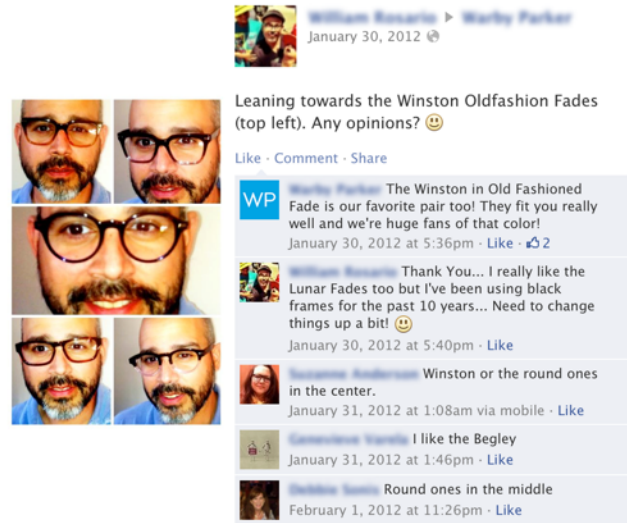 January 30, 2012
Leaning towards the Winston Oldfashion Fades
(top left). Any opinions?
Like · Comment · Share
WP
The Winston in Old Fashioned
Fade is our favorite pair too! They fit you really
well and we're huge fans of that color!
January 30, 2012 at 5:36pm · Like · 2
Thank You... I really like the
Lunar Fades too but I've been using black
frames for the past 10 years... Need to change
things up a bit!
January 30, 2012 at 5:40pm · Like
Winston or the round ones
in the center.
January 31, 2012 at 1:08am via mobile · Like
I like the Begley
January 31, 2012 at 1:46pm · Like
Round ones in the middle
February 1, 2012 at 11:26pm · Like